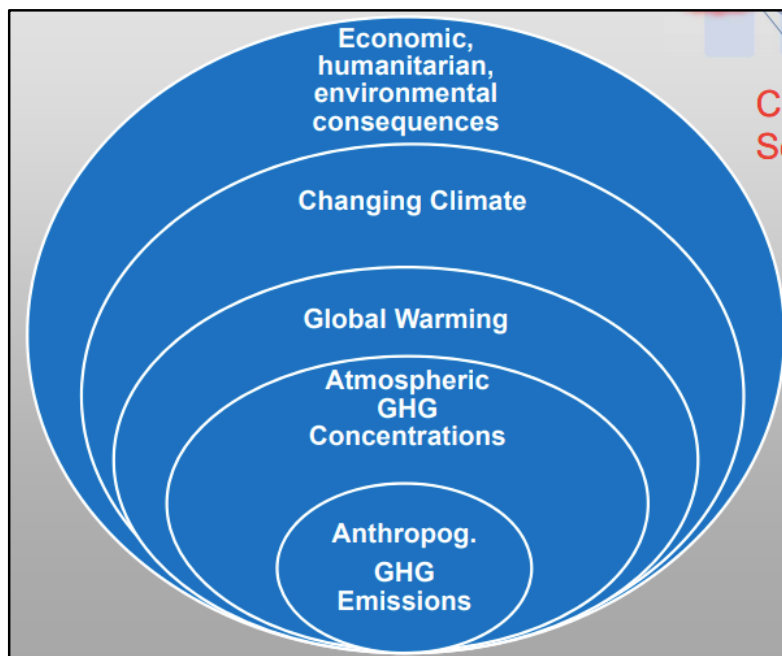 Economic,
humanitarian,
environmental
consequences
Changing Climate
Global Warming
Atmospheric
GHG
Concentrations
Anthropog.
GHG
Emissions